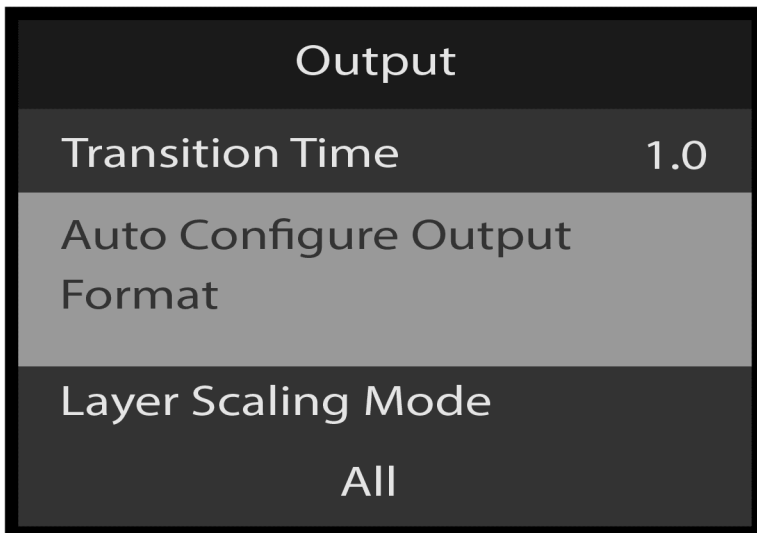 Output
Transition Time 1.0
Auto Configure Output
Format
Layer Scaling Mode
All